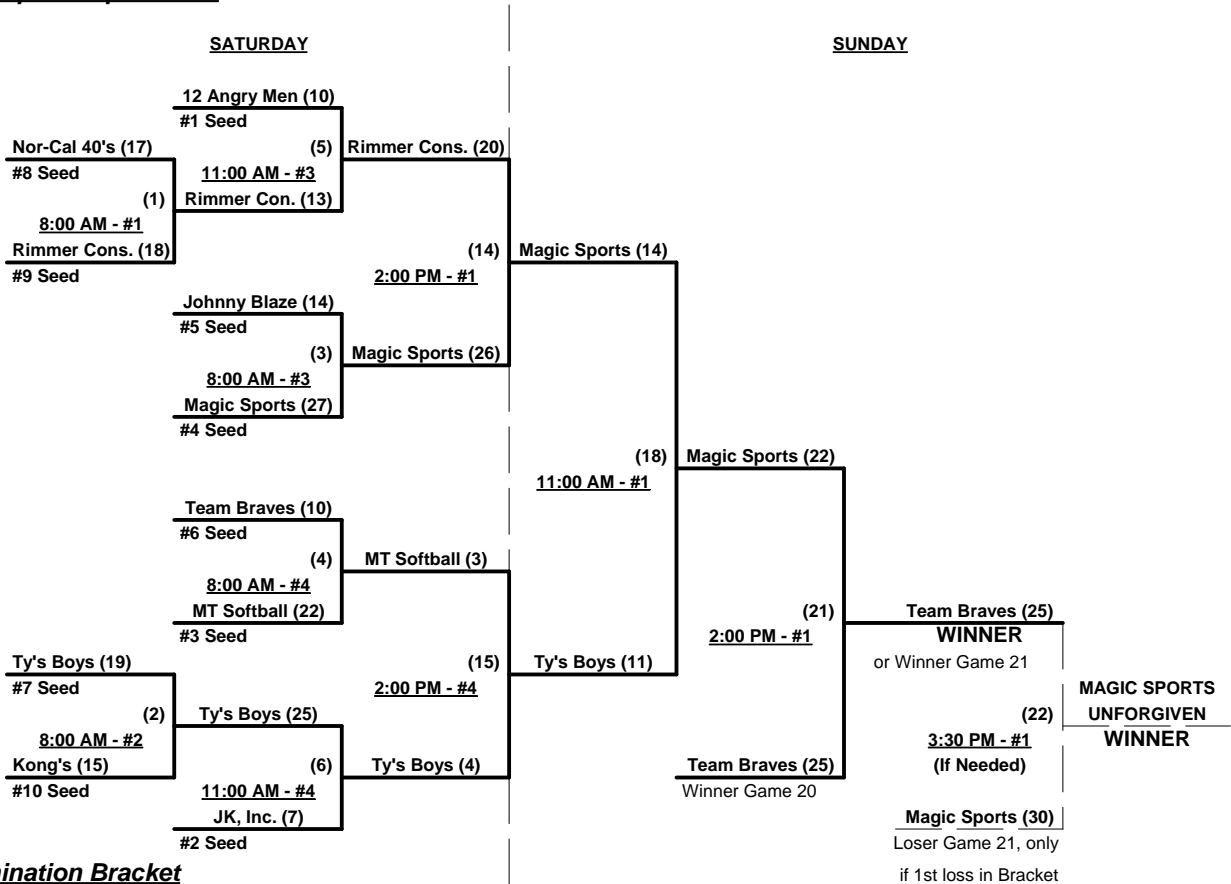 SATURDAY
SUNDAY
12 Angry Men (10)
#1 Seed
Nor-Cal 40's (17)
#8 Seed
(5)
11:00 AM - #3
Rimmer Cons. (20)
(1)
8:00 AM - #1
Rimmer Con. (13)
Rimmer Cons. (18)
#9 Seed
(14)
2:00 PM - #1
Magic Sports (14)
Johnny Blaze (14)
#5 Seed
(3)
8:00 AM - #3
Magic Sports (26)
Magic Sports (27)
#4 Seed
(18)
11:00 AM - #1
Magic Sports (22)
Team Braves (10)
#6 Seed
(4)
8:00 AM - #4
MT Softball (3)
MT Softball (22)
#3 Seed
(21)
2:00 PM - #1
Team Braves (25)
WINNER
or Winner Game 21
Ty's Boys (19)
#7 Seed
(15)
2:00 PM - #4
Ty's Boys (11)
(2)
8:00 AM - #2
Ty's Boys (25)
MAGIC SPORTS
UNFORGIVEN
WINNER
(22)
3:30 PM - #1
(If Needed)
Kong's (15)
#10 Seed
(6)
11:00 AM - #4
Ty's Boys (4)
Team Braves (25)
Winner Game 20
JK, Inc. (7)
#2 Seed
Magic Sports (30)
Loser Game 21, only
if 1st loss in Bracket
ination Bracket